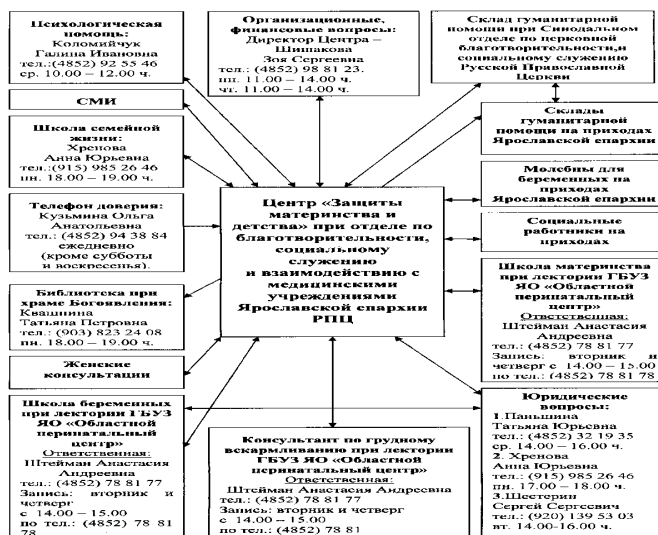 Психологическая
помощь:
Коломийчук
Галина Ивановна
тел.:(4852) 92 55 46
ср. 10.00 – 12.00 ч.
Организационные,
финансовые вопросы:
Директор Центра –
Шишакова
Зоя Сергеевна
тел.: (4852) 98 81 23.
пн. 11.00 – 14.00 ч.
чт. 11.00 – 14.00 ч.
Склад гуманитарной
помощи при Синодальном
отделе по церковной
благотворительности,и
социальному служению
Русской Православной
Церкви
СМИ
Склады
гуманитарной
помощи на приходах
Ярославской епархии
Школа семейной
жизни:
Хренова
Анна Юрьевна
тел.:(915) 985 26 46
пн. 18.00 – 19.00 ч.
Молебны для
беременных на
приходах
Ярославской епархии
Телефон доверия:
Кузьмина Ольга
Анатольевна
тел.: (4852) 94 38 84
ежедневно
(кроме субботы
и воскресенья).
Центр «Защиты
материнства и
детства» при отделе по
благотворительности,
социальному
служению
и взаимодействию с
медицинскими
учреждениями
Ярославской епархии
РПЦ
Социальные
работники на
приходах
Библиотека при
храме Богоявления:
Квашнина
Татьяна Петровна
тел.: (903) 823 24 08
пн. 18.00 – 19.00 ч.
Школа материнства
при лектории ГБУЗ
ЯО «Областной
перинатальный
центр»
Ответственная:
Штейман Анастасия
Андреевна
тел.: (4852) 78 81 77
Запись: вторник и
четверг с 14.00 – 15.00
по тел.: (4852) 78 81 78
Женские
консультации
Школа беременных
при лектории ГБУЗ
ЯО «Областной
перинатальный
центр»
Ответственная:
Штейман Анастасия
Андреевна
тел.: (4852) 78 81 77
Запись: вторник и
четверг
с 14.00 – 15.00
по тел.: (4852) 78 81
78
Консультант по грудному
вскармливанию при лектории
ГБУЗ ЯО «Областной
перинатальный центр»
Ответственная:
Штейман Анастасия Андреевна
тел.: (4852) 78 81 77
Запись: вторник и четверг
с 14.00 – 15.00
по тел.: (4852) 78 81
Юридические
вопросы:
1.Паньшина
Татьяна Юрьевна
тел.: (4852) 32 19 35
ср. 14.00 – 16.00 ч.
2. Хренова
Анна Юрьевна
тел.: (915) 985 26 46
пн. 17.00 – 18.00 ч.
3.Шестерин
Сергей Сергеевич
тел.: (920) 139 53 03
вт. 14.00-16.00 ч.